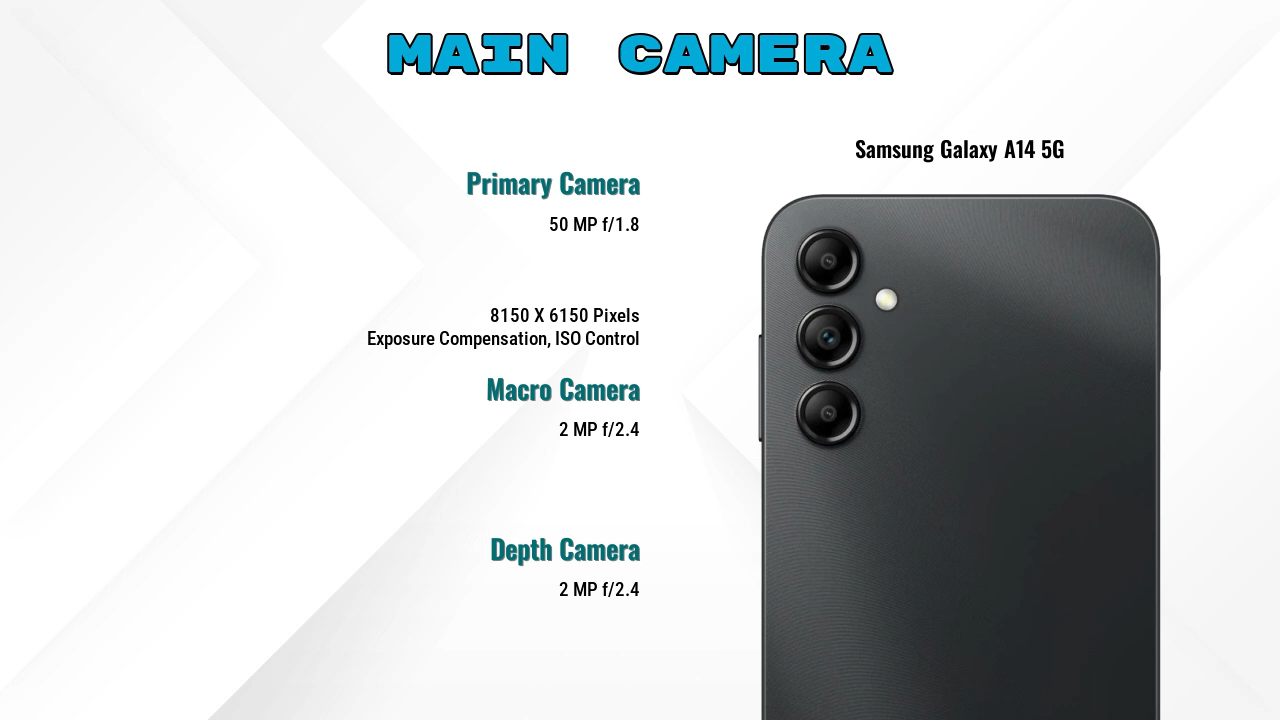 MAIN CAMERA
Samsung Galaxy A14 5G
Primary Camera
50 MP f/1.8
8150 X 6150 Pixels
Exposure Compensation, ISO Control
Macro Camera
2 MP f/2.4
Depth Camera
2 MP f/2.4